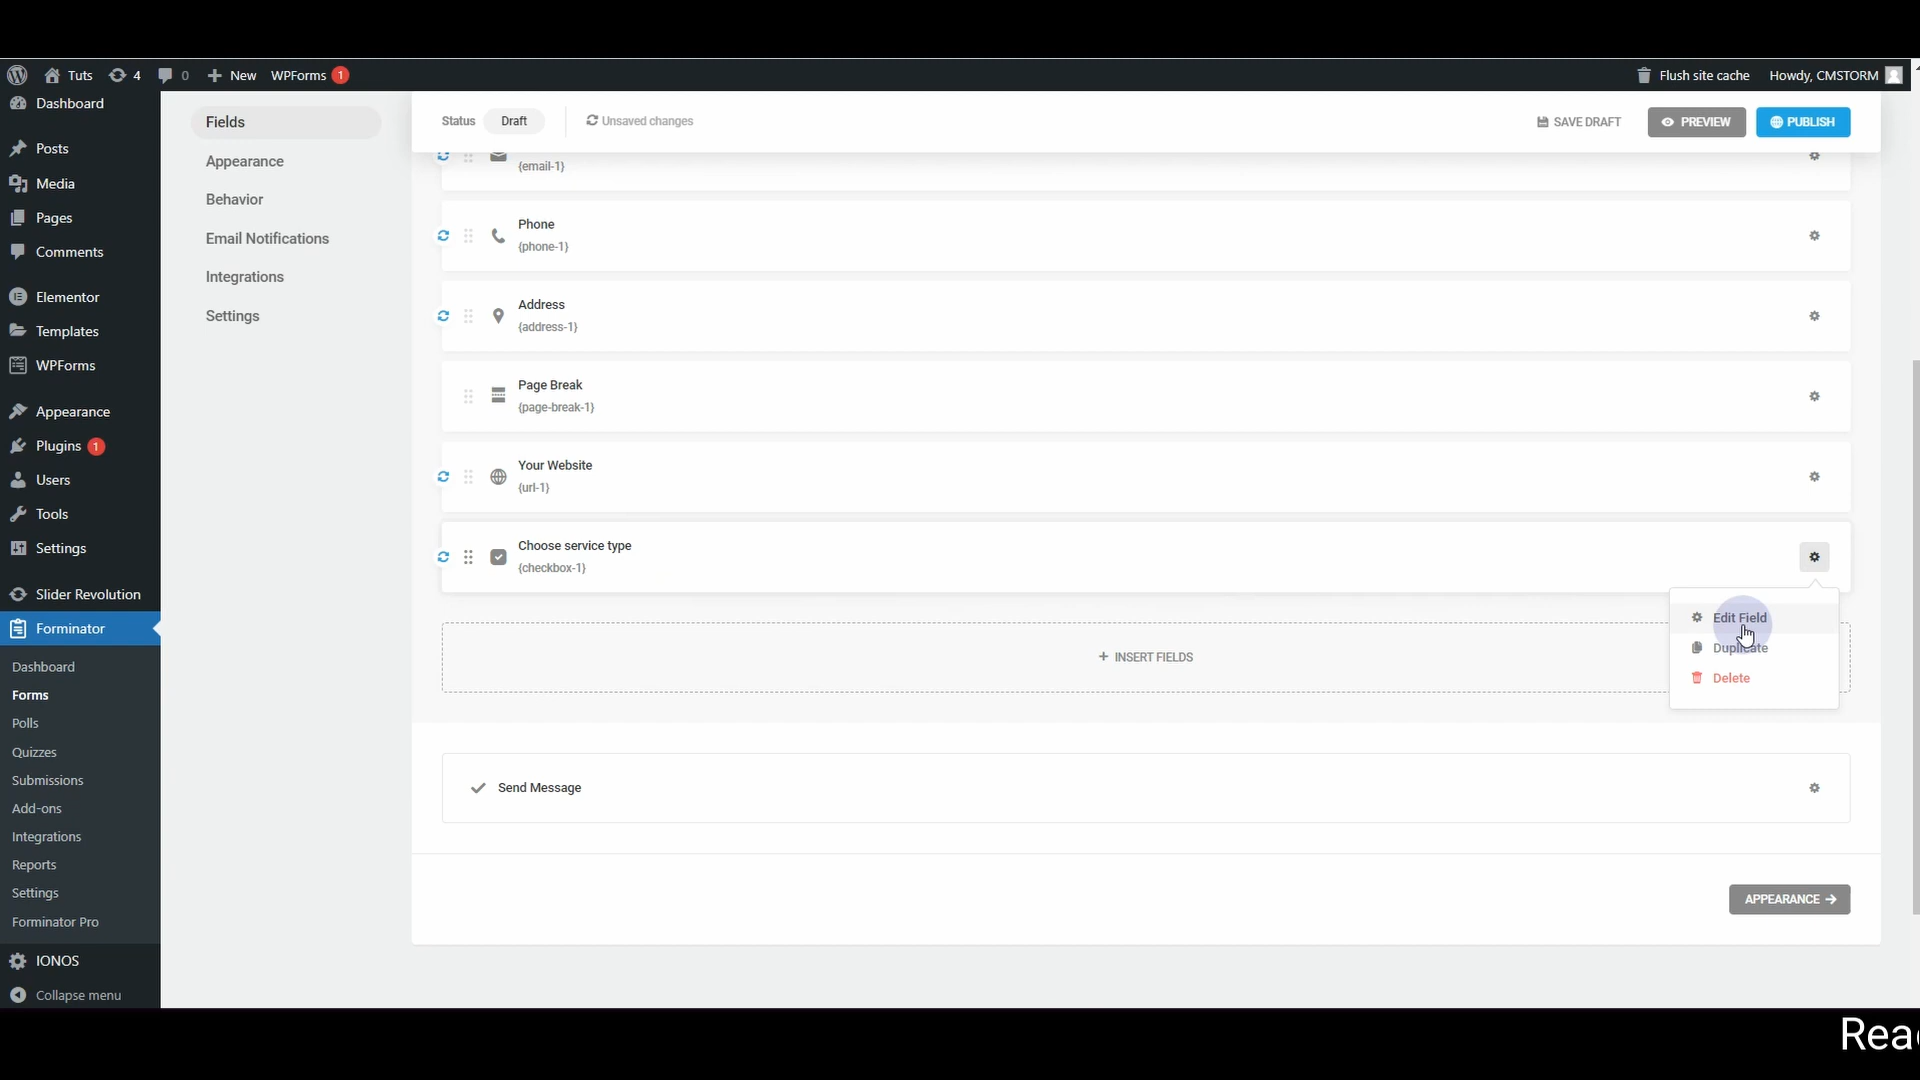 Tuts 4 0 New WPForms 1 Flush site cache Howdy, CMSTORM
Dashboard
Posts
Media
Pages
Comments
Elementor
Templates
WPForms
Appearance
Plugins 1
Users
Tools
Settings
Slider Revolution
Forminator
Dashboard
Forms
Polls
Quizzes
Submissions
Add-ons
Integrations
Reports
Settings
Forminator Pro
IONOS
Collapse menu
Fields
Appearance
Behavior
Email Notifications
Integrations
Settings
Status Draft Unsaved changes SAVE DRAFT PREVIEW PUBLISH
{email-1}
Phone
{phone-1}
Address
{address-1}
Page Break
{page-break-1}
Your Website
{url-1}
Choose service type
{checkbox-1}
Edit Field
Duplicate
Delete
+ INSERT FIELDS
Send Message
APPEARANCE →